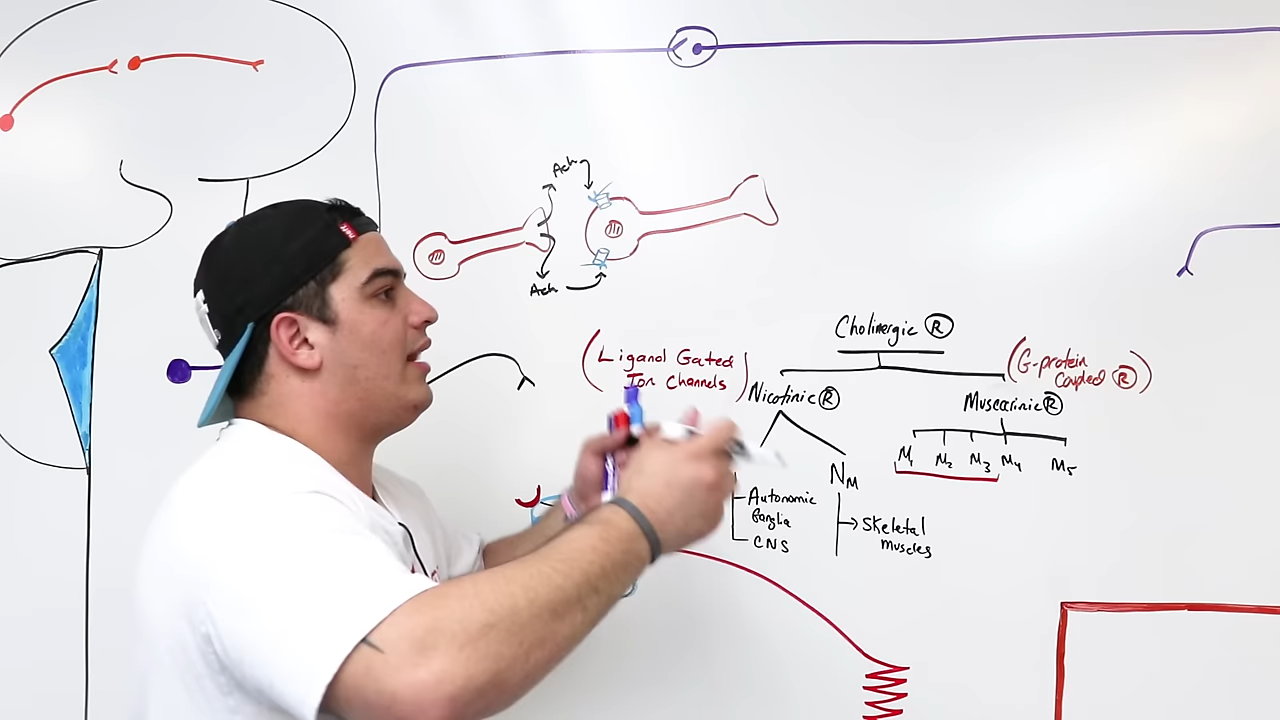 Ach
Ach
Cholinergic R
(Ligand Gated
Ion Channels)
(G-protein
Coupled R)
Nicotinic R
Muscarinic R
M1 M2 M3 M4 M5
NM
Autonomic
Ganglia
CNS
Skeletal
muscles